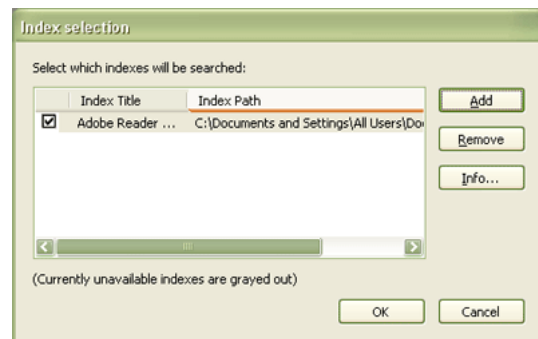 Index selection
Select which indexes will be searched:
Index Title Index Path
Adobe Reader ... C:\Documents and Settings\All Users\Do
Add
Remove
Info...
(Currently unavailable indexes are grayed out)
OK Cancel